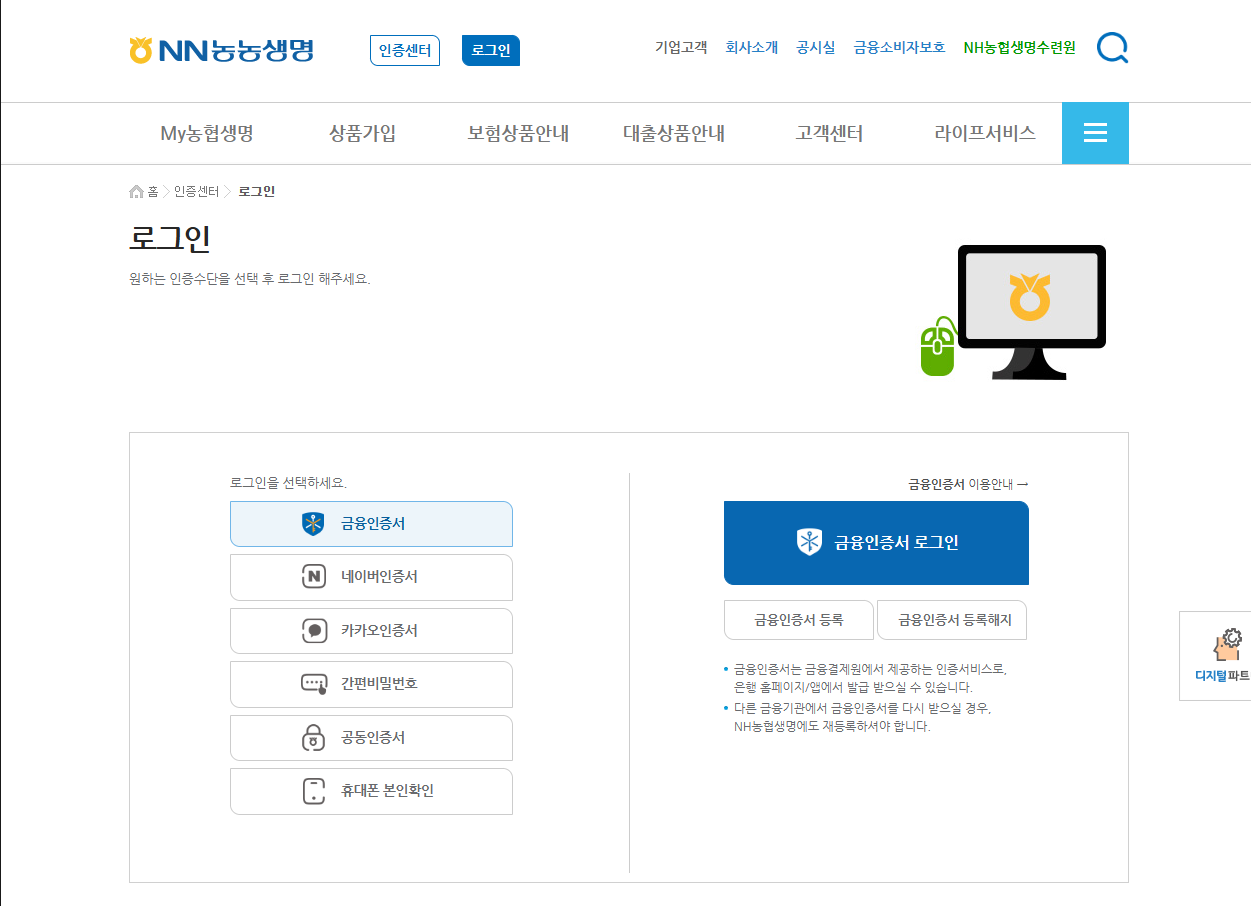 NN농농생명
인증센터
로그인
기업고객 회사소개 공시실 금융소비자보호 NH농협생명수련원
My농협생명 상품가입 보험상품안내 대출상품안내 고객센터 라이프서비스
홈 인증센터 로그인
로그인
원하는 인증수단을 선택 후 로그인 해주세요.
로그인을 선택하세요.
금융인증서
네이버인증서
카카오인증서
간편비밀번호
공동인증서
휴대폰 본인확인
금융인증서 이용안내 →
금융인증서 로그인
금융인증서 등록
금융인증서 등록해지
• 금융인증서는 금융결제원에서 제공하는 인증서비스로,
은행 홈페이지/앱에서 발급 받으실 수 있습니다.
• 다른 금융기관에서 금융인증서를 다시 받으실 경우,
NH농협생명에도 재등록하셔야 합니다.
디지털파트